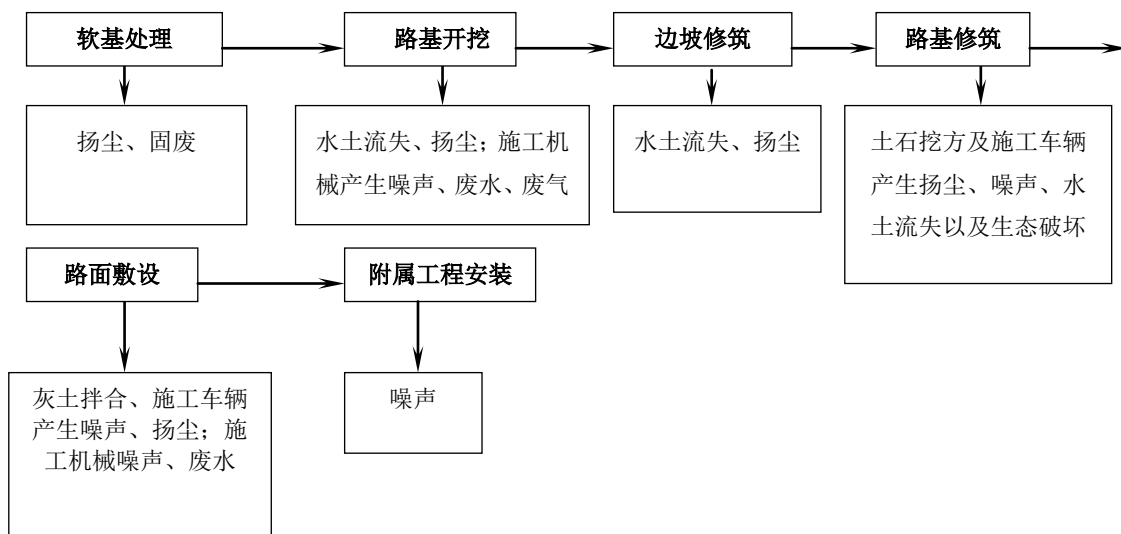 软基处理
路基开挖
边坡修筑
路基修筑
扬尘、固废
水土流失、扬尘；施工机
械产生噪声、废水、废气
水土流失、扬尘
土石挖方及施工车辆
产生扬尘、噪声、水
土流失以及生态破坏
路面敷设
附属工程安装
灰土拌合、施工车辆
产生噪声、扬尘；施
工机械噪声、废水
噪声